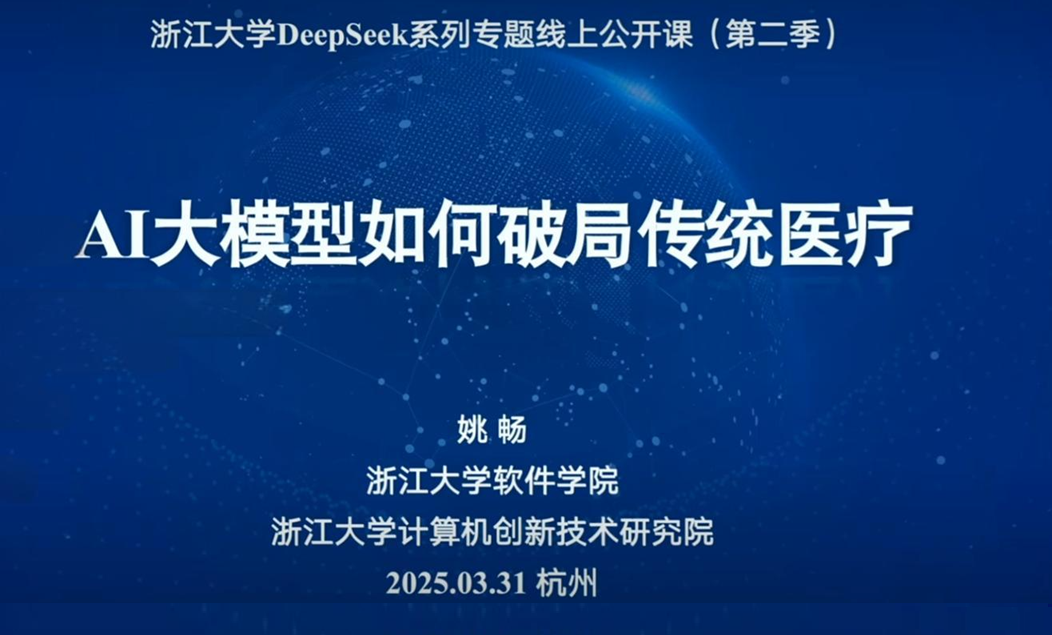 浙江大学DeepSeek系列专题线上公开课（第二季）
AI大模型如何破局传统医疗
姚 畅
浙江大学软件学院
浙江大学计算机创新技术研究院
2025.03.31 杭州